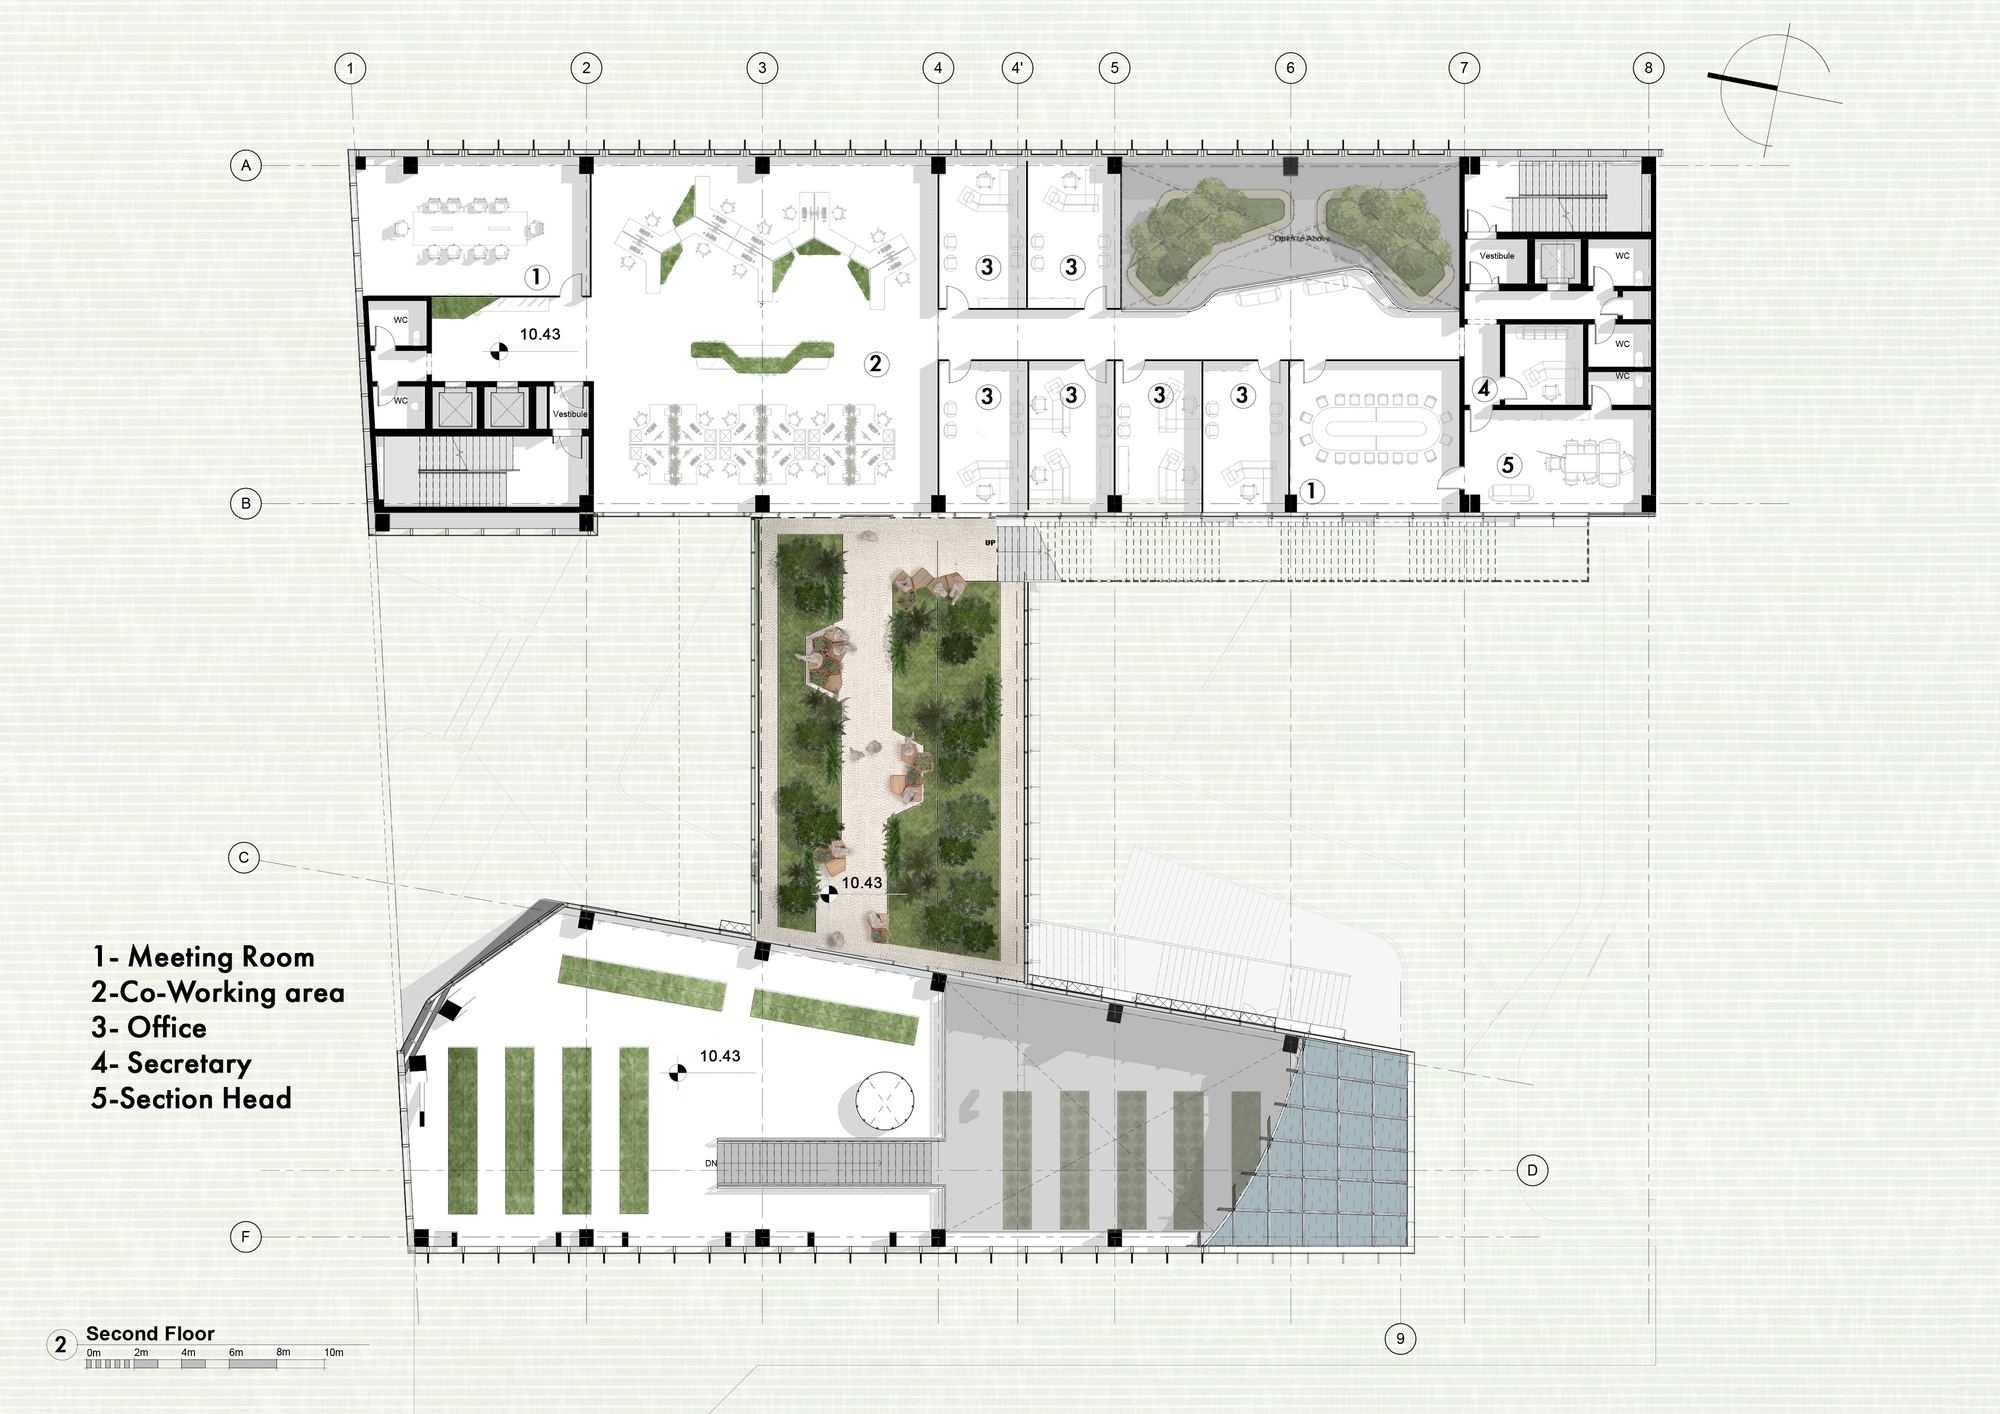 1 2 3 4 4' 5 6 7 8
A
Open to Above
Vestibule
WC
1
3 3
WC
10.43
WC
2
WC
3 3 3 3
4
WC
Vestibule
5
1
B
UP
C
10.43
1- Meeting Room
2-Co-Working area
3- Office
4- Secretary
5-Section Head
10.43
DN
D
F
9
2 Second Floor
0m 2m 4m 6m 8m 10m